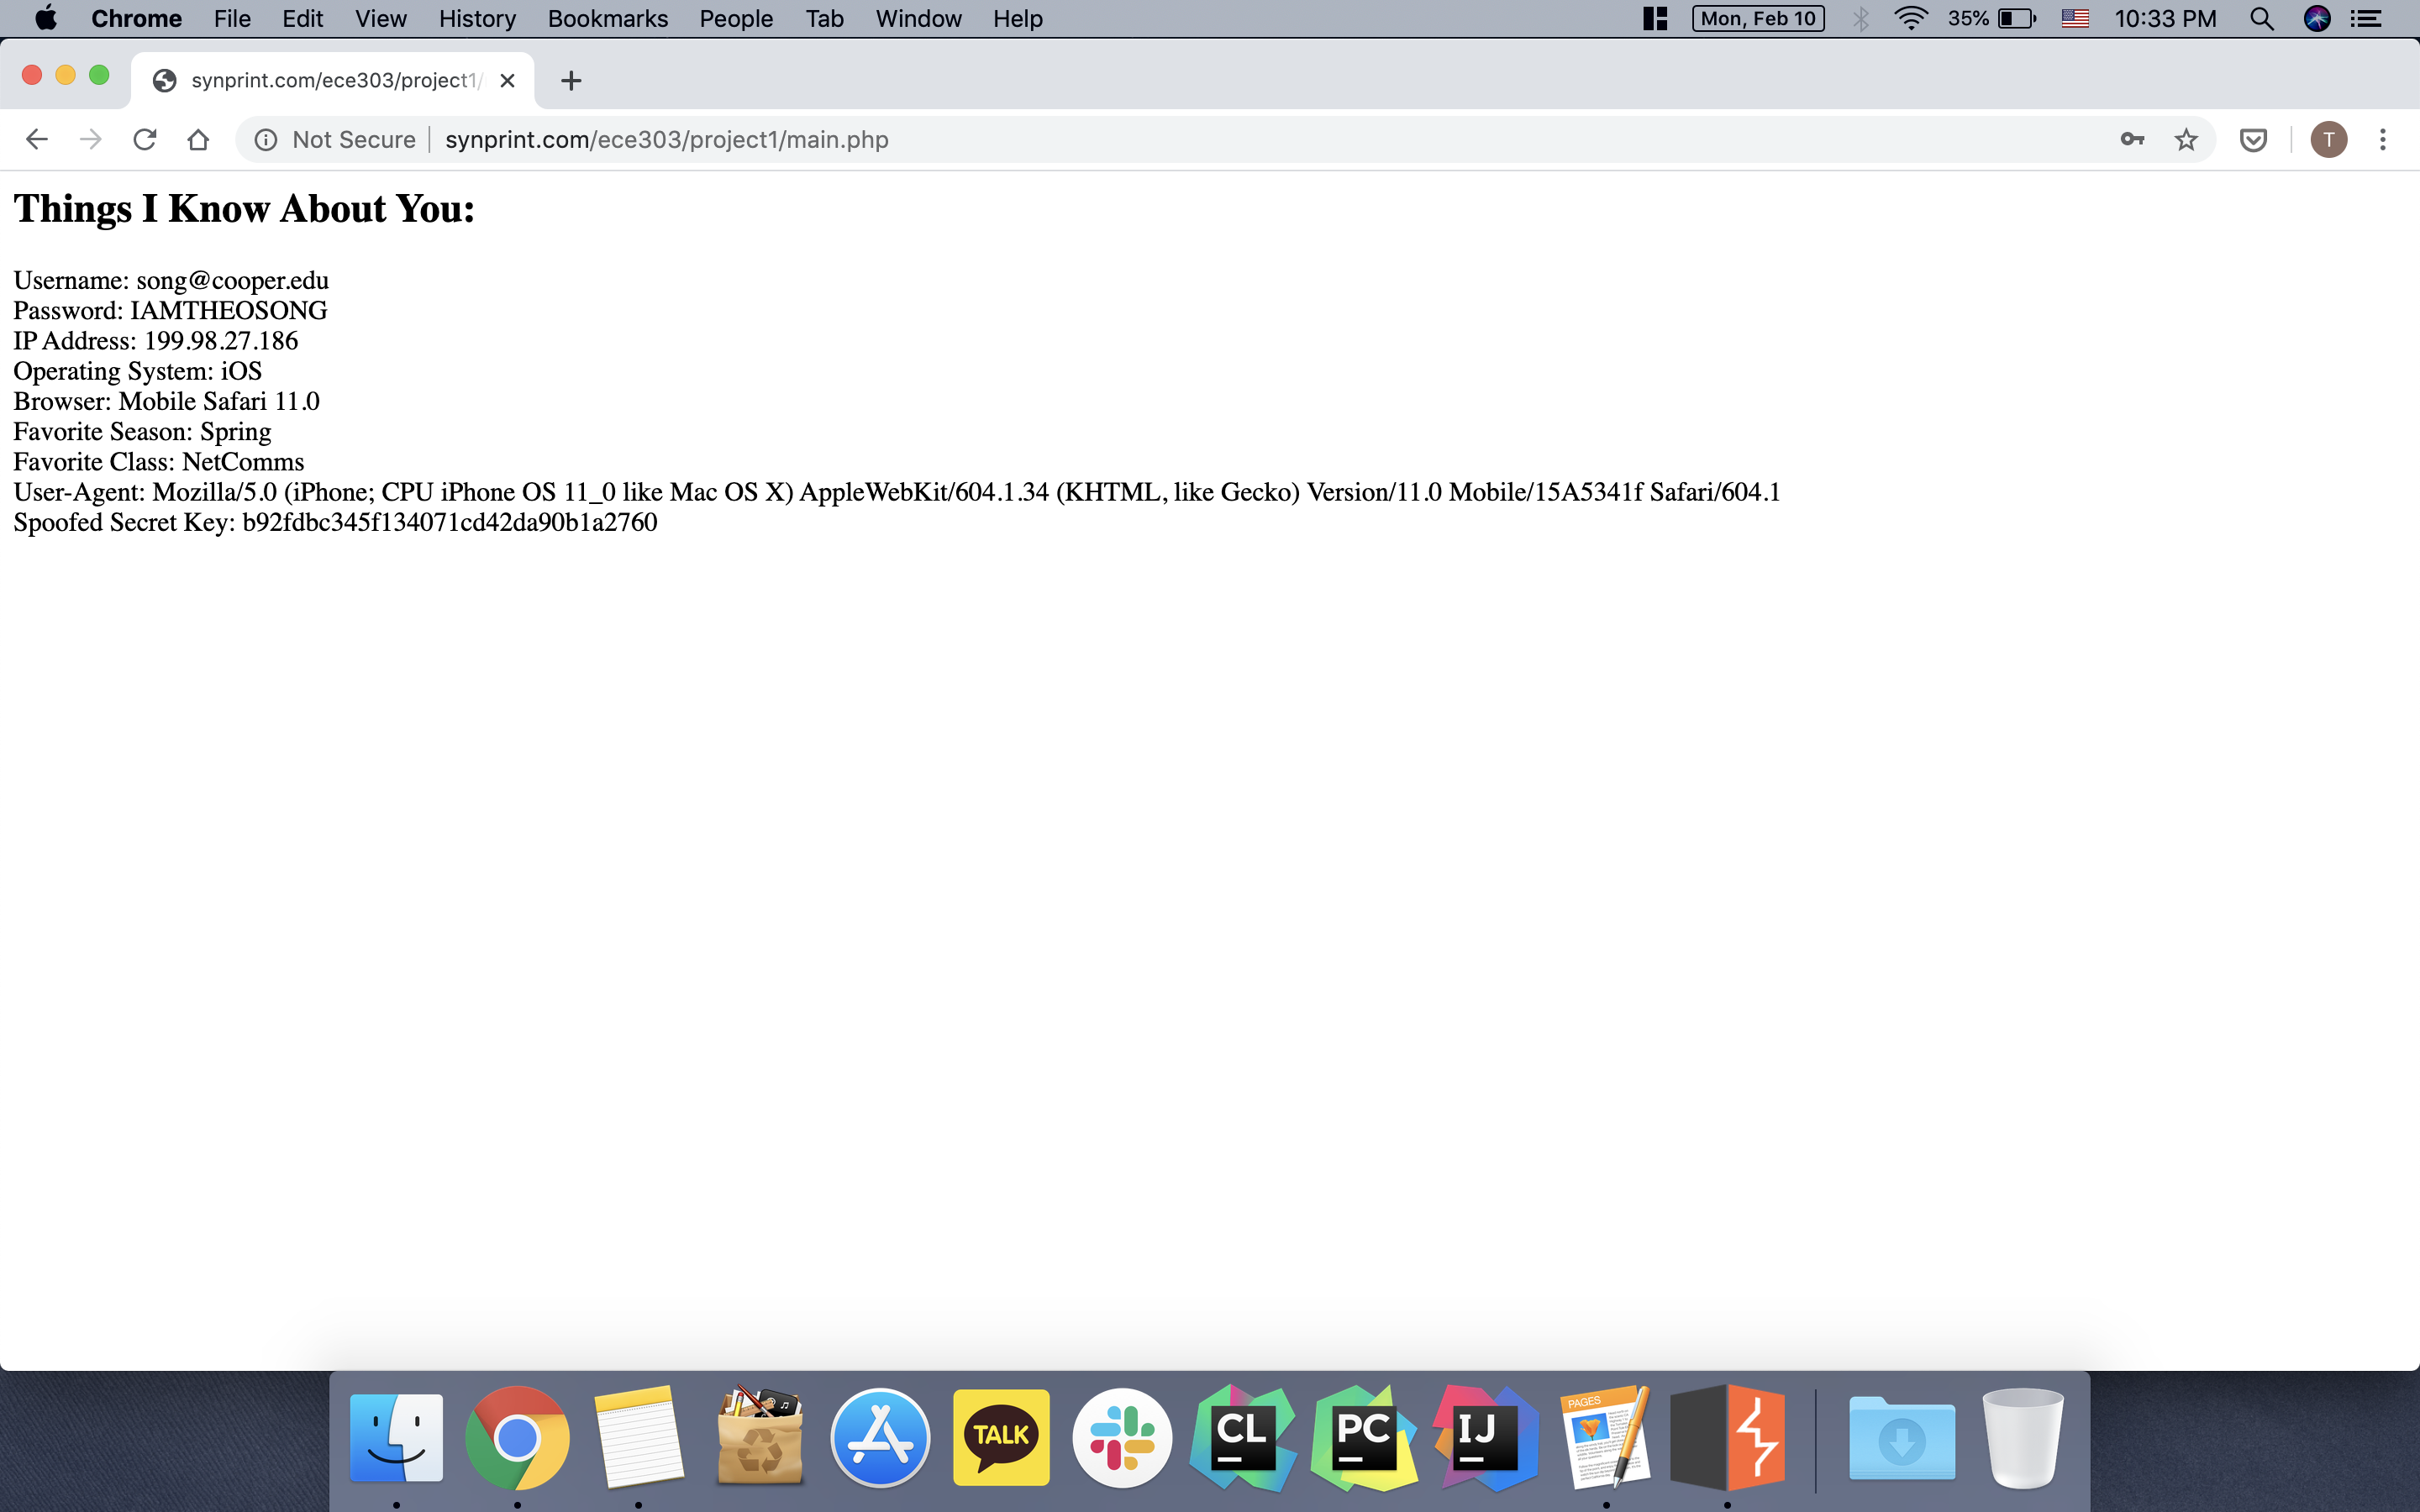 Chrome File Edit View History Bookmarks People Tab Window Help Mon, Feb 10 35% 10:33 PM
synprint.com/ece303/project1/
Not Secure synprint.com/ece303/project1/main.php T
Things I Know About You:
Username: song@cooper.edu
Password: IAMTHEOSONG
IP Address: 199.98.27.186
Operating System: iOS
Browser: Mobile Safari 11.0
Favorite Season: Spring
Favorite Class: NetComms
User-Agent: Mozilla/5.0 (iPhone; CPU iPhone OS 11_0 like Mac OS X) AppleWebKit/604.1.34 (KHTML, like Gecko) Version/11.0 Mobile/15A5341f Safari/604.1
Spoofed Secret Key: b92fdbc345f134071cd42da90b1a2760
TALK CL PC IJ PAGES